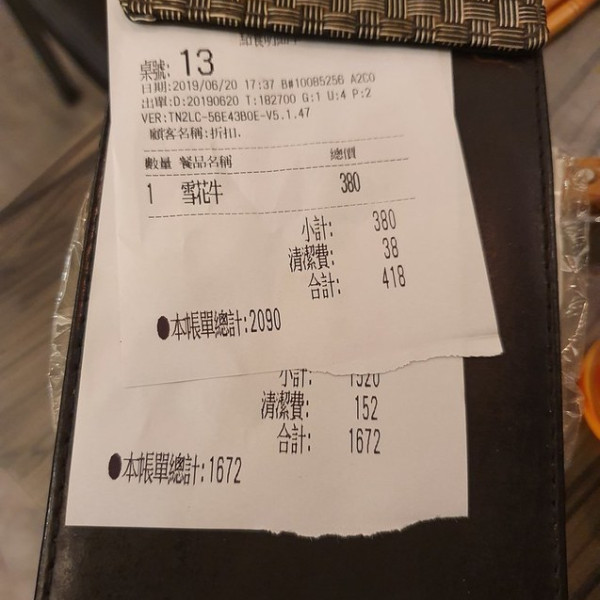 桌號: 13
日期:2019/06/20 17:37 B#10085256 A2C0
出單:D:20190620 T:182700 G:1 U:4 P:2
VER:TN2LC-56E43B0E-V5.1.47
顧客名稱:折扣.
數量 餐品名稱 總價
1 雪花牛 380
小計: 380
清潔費: 38
合計: 418
●本帳單總計:2090
小計: 1520
清潔費: 152
合計: 1672
●本帳單總計:1672